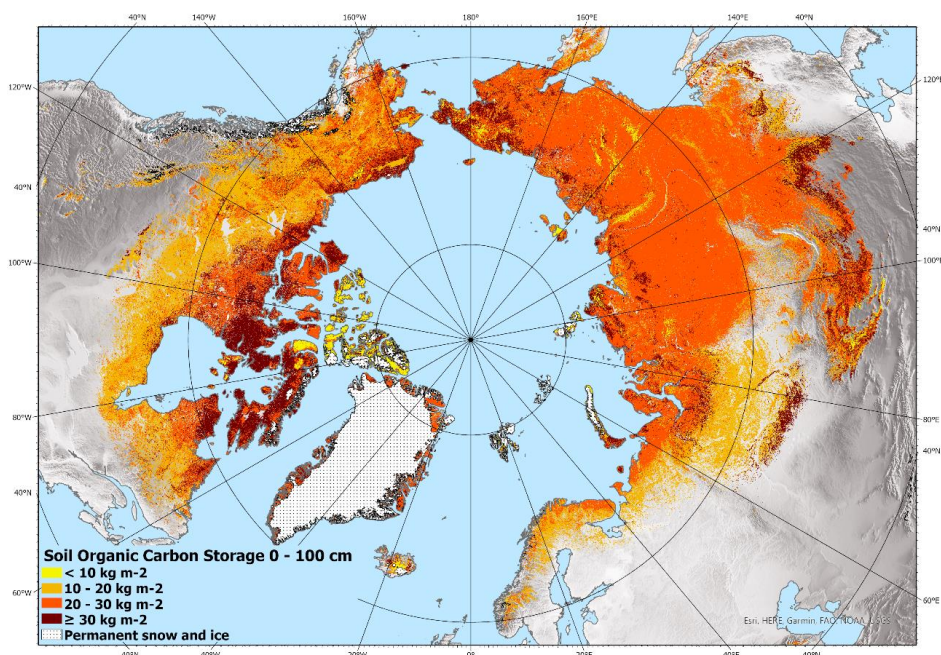 40°N 140°W 160°W 180° 160°E 140°E 40°N
120°W 120°E
40°N 40°N
100°W 100°E
80°W 80°E
40°N 40°N
Soil Organic Carbon Storage 0 - 100 cm
< 10 kg m-2
10 - 20 kg m-2
20 - 30 kg m-2
≥ 30 kg m-2
Permanent snow and ice
60°W 60°E
Esri, HERE, Garmin, FAO, NOAA, USGS